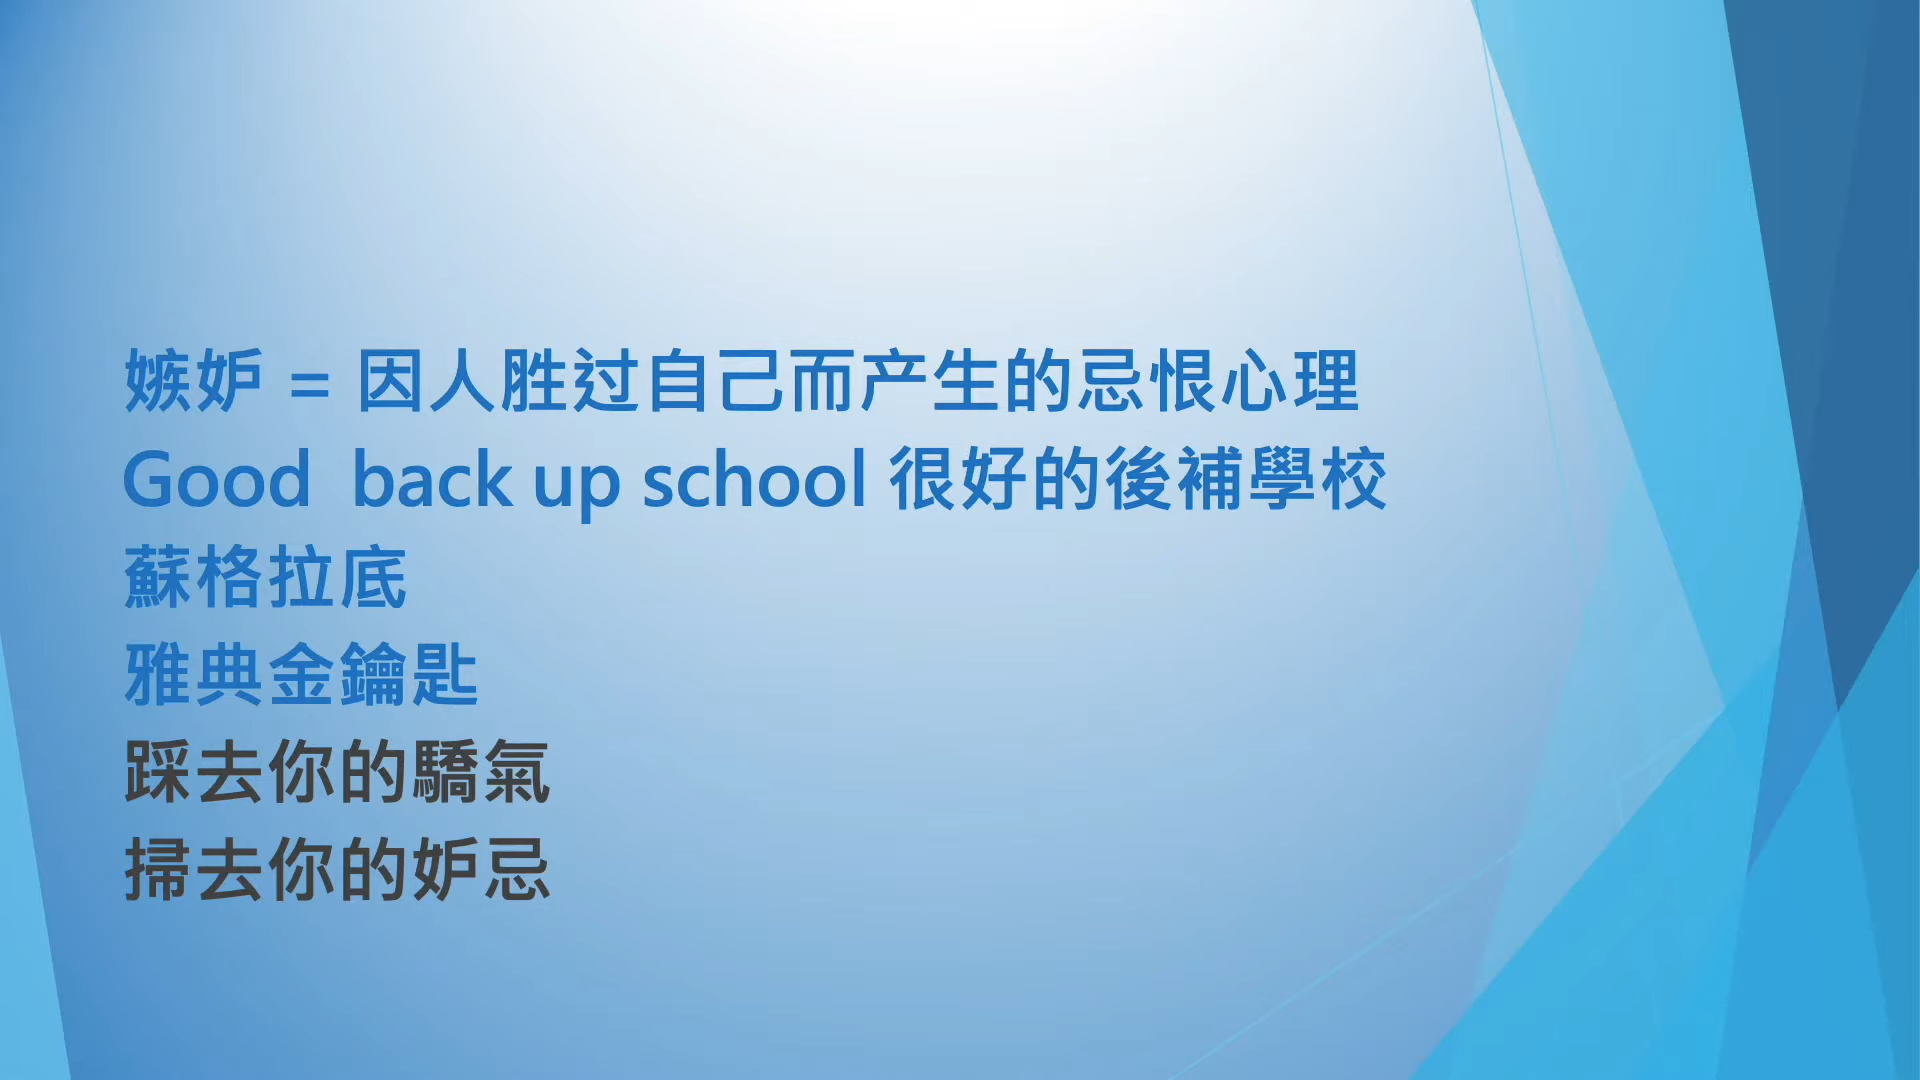 嫉妒 = 因人胜过自己而产生的忌恨心理
Good  back up school 很好的後補學校
蘇格拉底
雅典金鑰匙
踩去你的驕氣
掃去你的妒忌